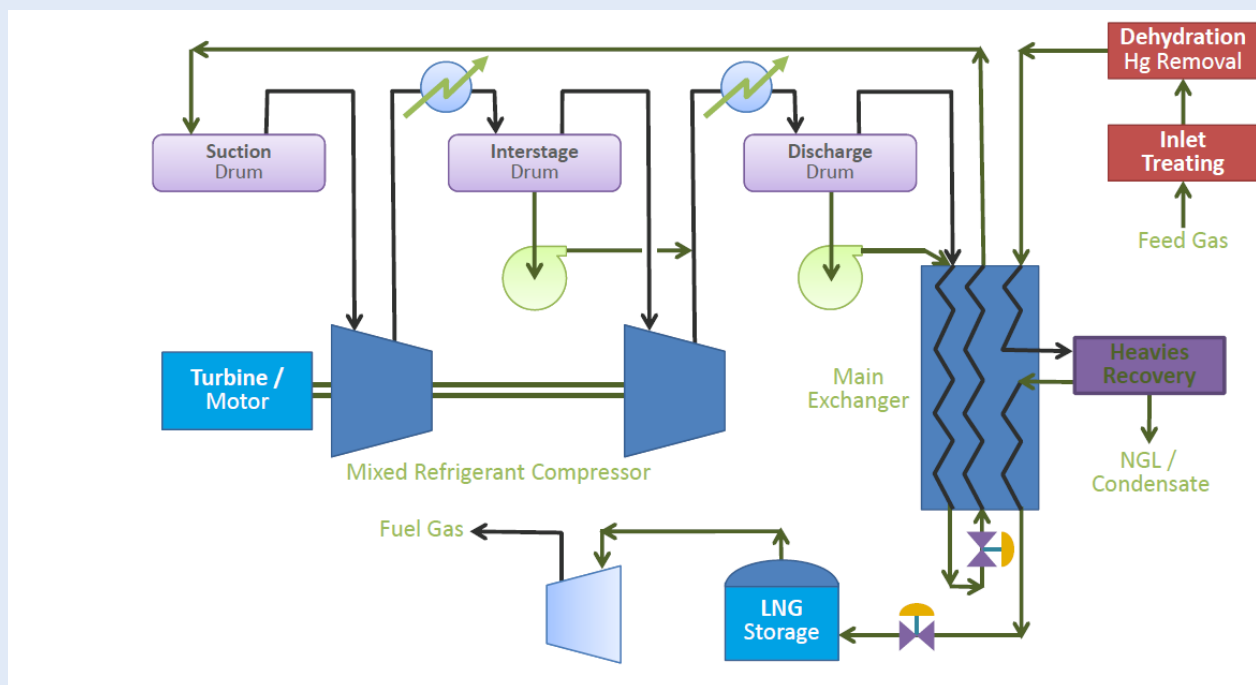 Dehydration
Hg Removal
Suction
Drum
Interstage
Drum
Discharge
Drum
Inlet
Treating
Feed Gas
Turbine /
Motor
Main
Exchanger
Heavies
Recovery
Mixed Refrigerant Compressor
NGL /
Condensate
Fuel Gas
LNG
Storage